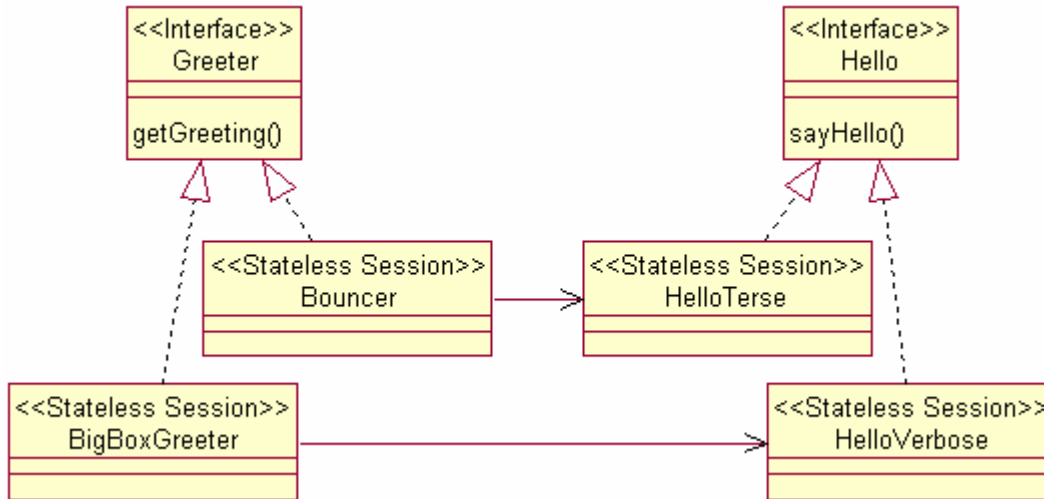 <<Interface>>
Greeter
getGreeting()
<<Interface>>
Hello
sayHello()
<<Stateless Session>>
Bouncer
<<Stateless Session>>
HelloTerse
<<Stateless Session>>
BigBoxGreeter
<<Stateless Session>>
HelloVerbose